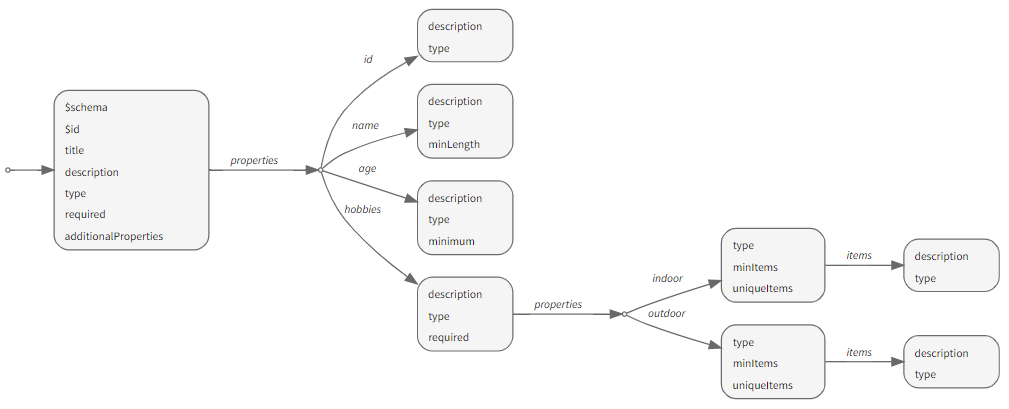 $schema
$id
title
description
type
required
additionalProperties
properties
id
description
type
name
description
type
minLength
age
description
type
minimum
hobbies
description
type
required
properties
indoor
type
minItems
uniqueItems
items
description
type
outdoor
type
minItems
uniqueItems
items
description
type